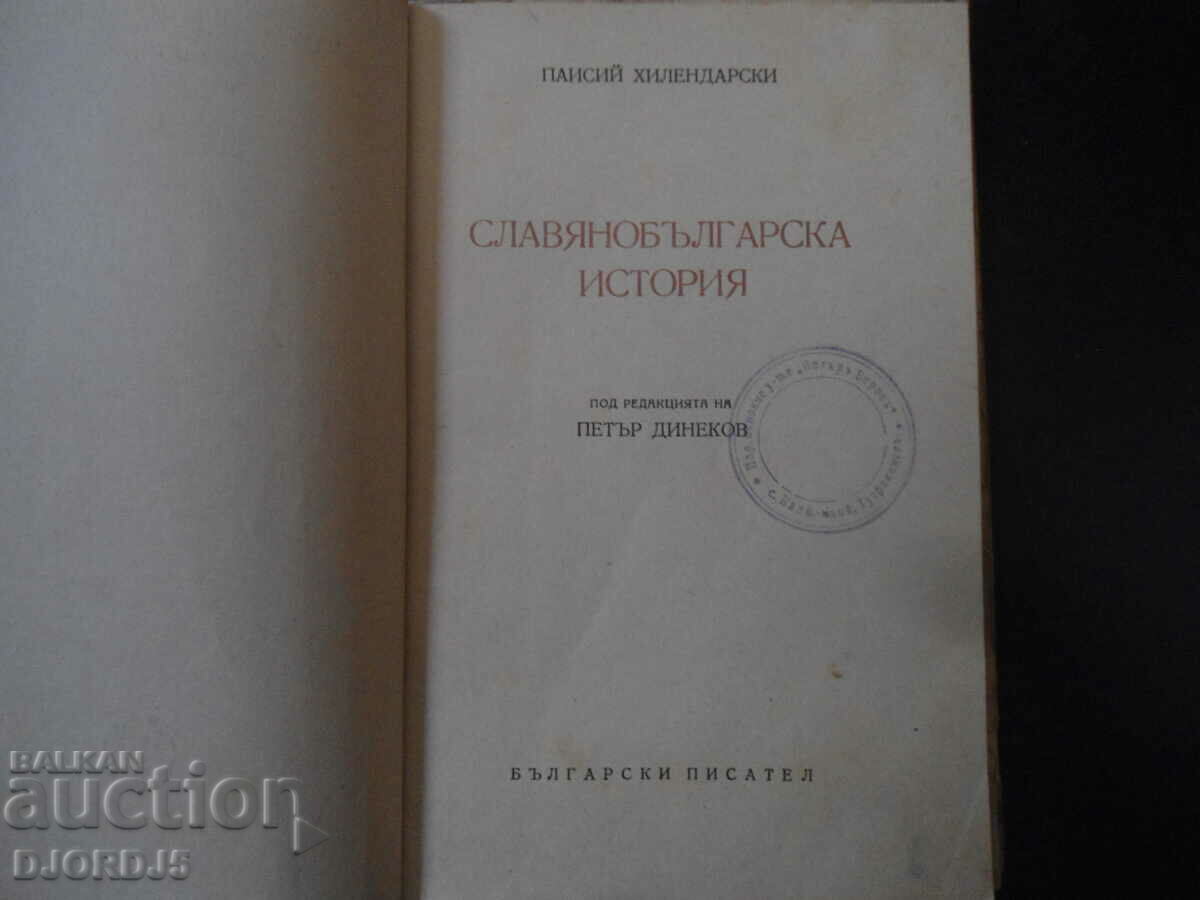 ПАИСИЙ ХИЛЕНДАРСКИ
СЛАВЯНОБЪЛГАРСКА
ИСТОРИЯ
ПОД РЕДАКЦИЯТА НА
ПЕТЪР ДИНЕКОВ
БЪЛГАРСКИ ПИСАТЕЛ
BALKAN
auction
DJORDJ5